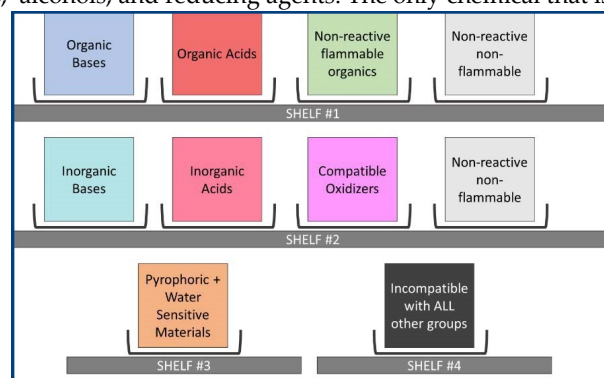 alcohols, and reducing agents. The only chemical that is
Organic
Bases
Organic Acids
Non-reactive
flammable
organics
Non-reactive
non-
flammable
SHELF #1
Inorganic
Bases
Inorganic
Acids
Compatible
Oxidizers
Non-reactive
non-
flammable
SHELF #2
Pyrophoric +
Water
Sensitive
Materials
Incompatible
with ALL
other groups
SHELF #3
SHELF #4